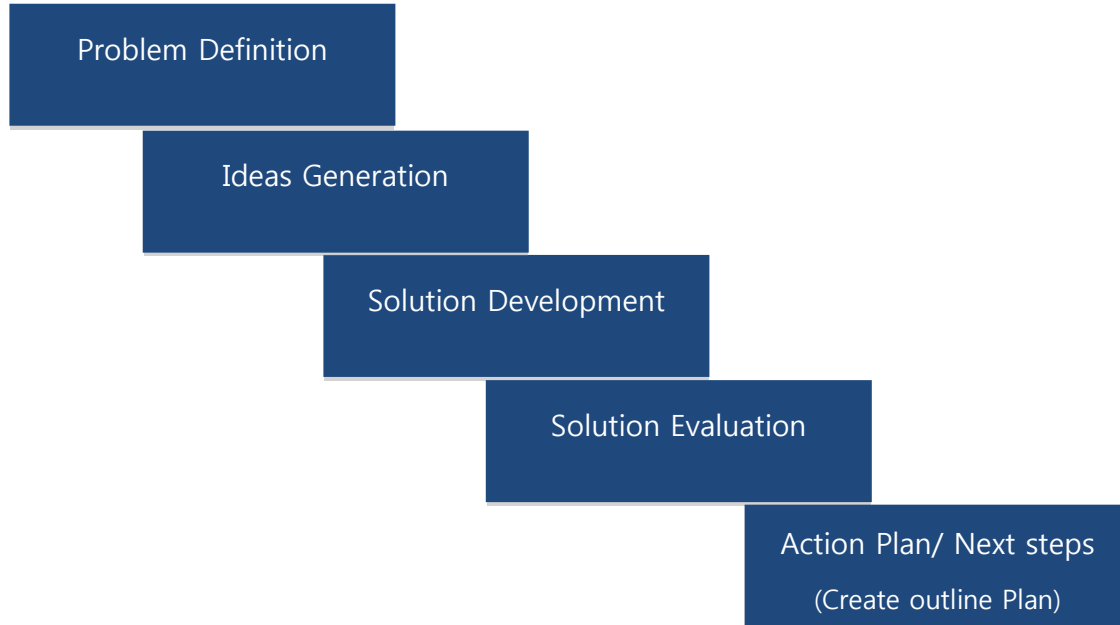 Problem Definition
Ideas Generation
Solution Development
Solution Evaluation
Action Plan/ Next steps
(Create outline Plan)